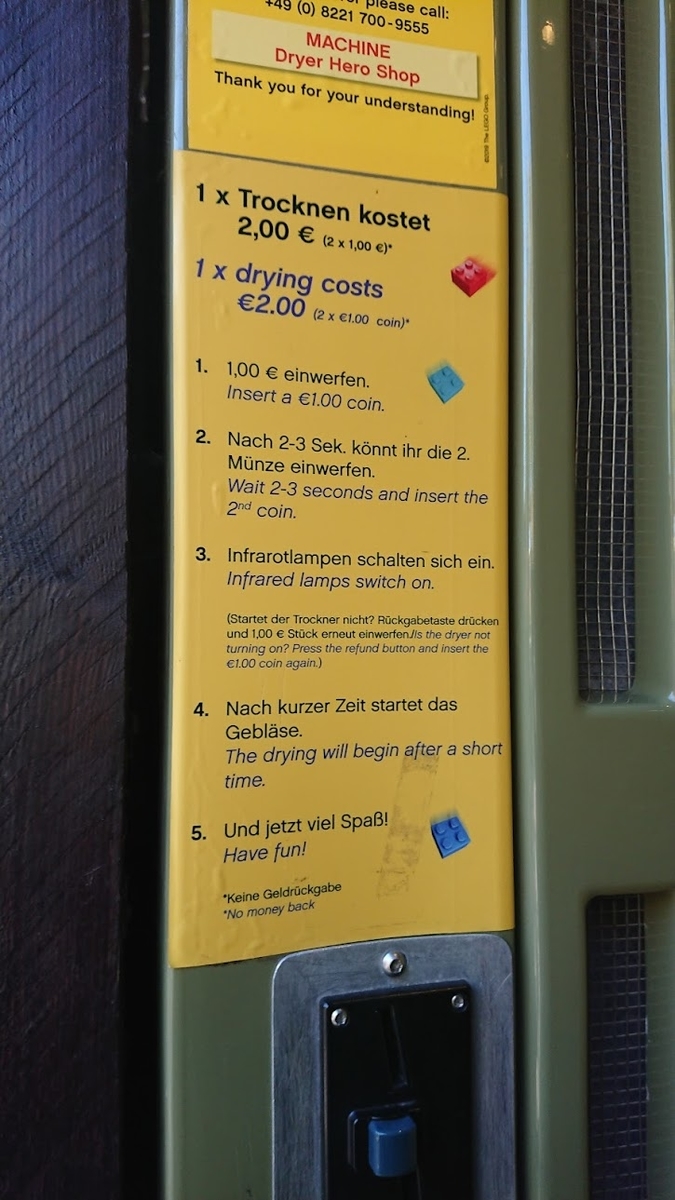 please call:
+49 (0) 8221 700-9555
MACHINE
Dryer Hero Shop
Thank you for your understanding!
©2019 The LEGO Group.
1 x Trocknen kostet
2,00 € (2 x 1,00 €)*
1 x drying costs
€2.00 (2 x €1.00 coin)*
1. 1,00 € einwerfen.
Insert a €1.00 coin.
2. Nach 2-3 Sek. könnt ihr die 2.
Münze einwerfen.
Wait 2-3 seconds and insert the
2nd coin.
3. Infrarotlampen schalten sich ein.
Infrared lamps switch on.
(Startet der Trockner nicht? Rückgabetaste drücken
und 1,00 € Stück erneut einwerfen./Is the dryer not
turning on? Press the refund button and insert the
€1.00 coin again.)
4. Nach kurzer Zeit startet das
Gebläse.
The drying will begin after a short
time.
5. Und jetzt viel Spaß!
Have fun!
*Keine Geldrückgabe
*No money back